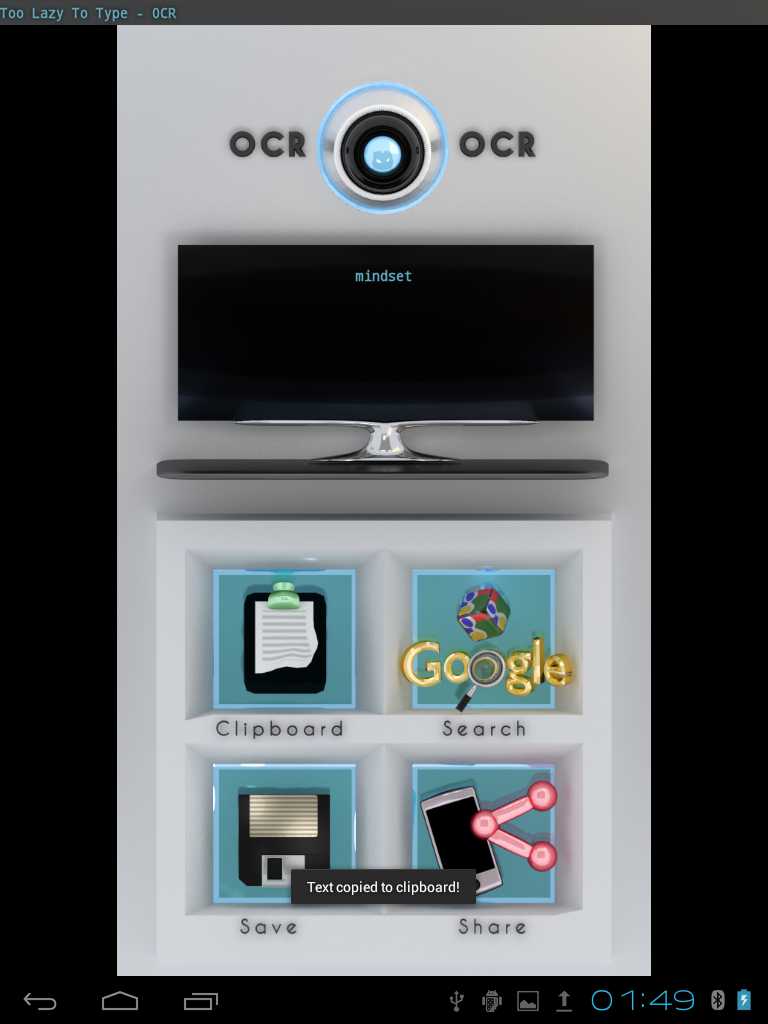 Too Lazy To Type - OCR
OCR OCR
mindset
Google
Clipboard Search
Text copied to clipboard!
Save Share
01:49